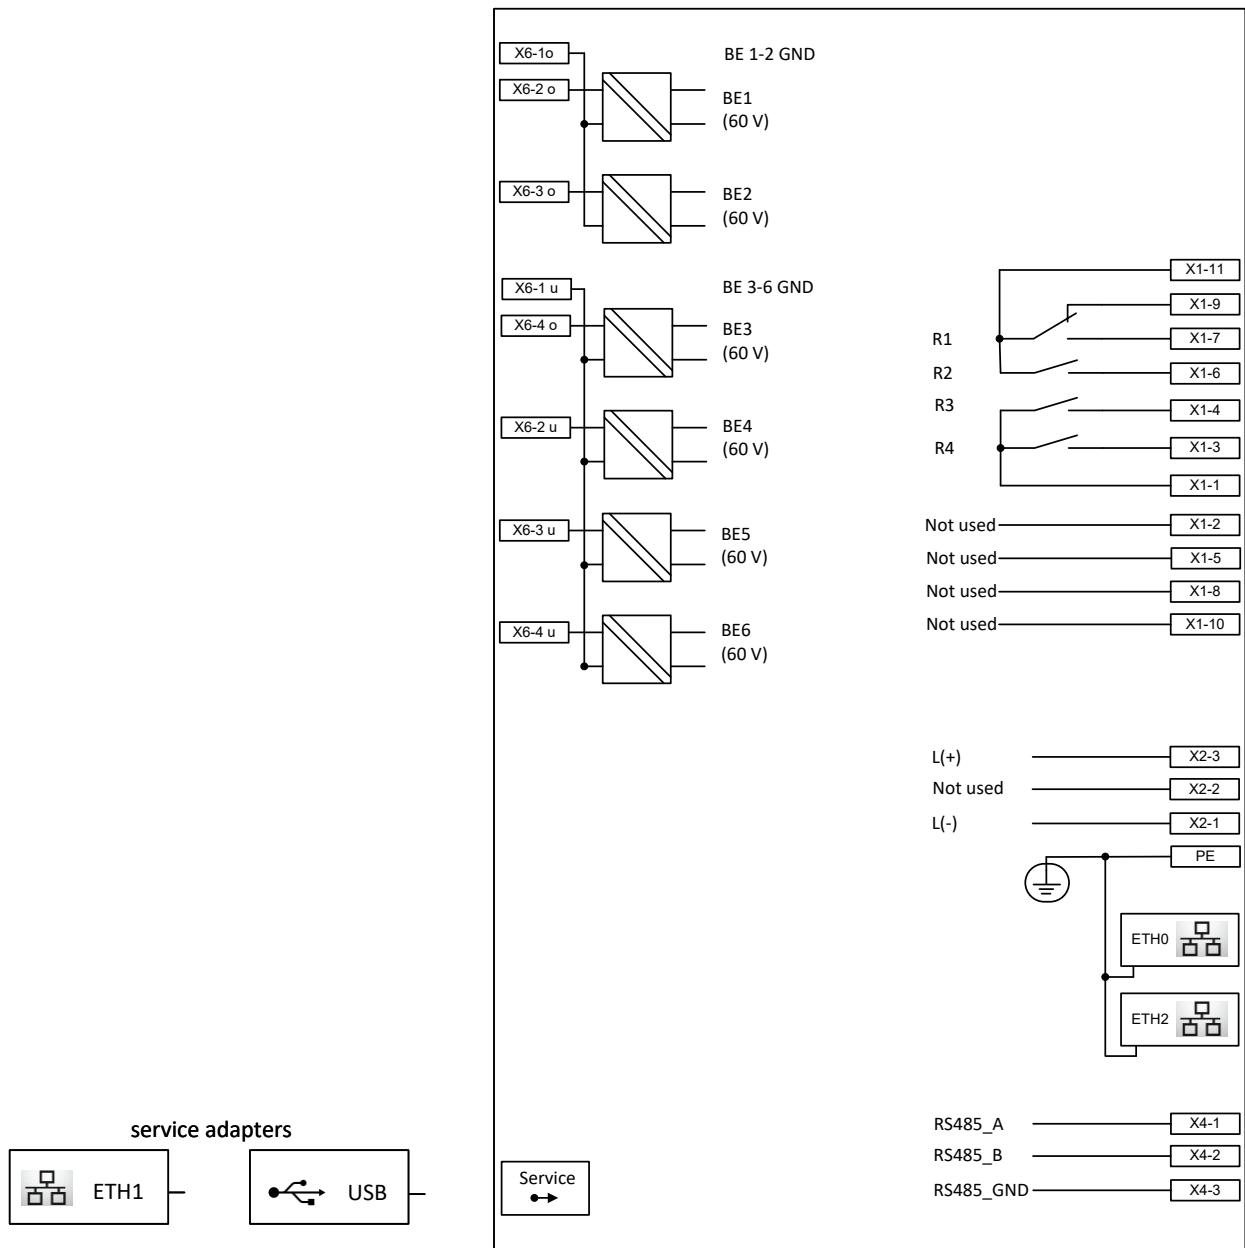 X6-1o
BE 1-2 GND
X6-2 o
BE1
(60 V)
X6-3 o
BE2
(60 V)
X6-1 u
BE 3-6 GND
X6-4 o
BE3
(60 V)
X6-2 u
BE4
(60 V)
X6-3 u
BE5
(60 V)
X6-4 u
BE6
(60 V)
X1-11
X1-9
R1
X1-7
R2
X1-6
R3
X1-4
R4
X1-3
X1-1
Not used
X1-2
Not used
X1-5
Not used
X1-8
Not used
X1-10
L(+)
X2-3
Not used
X2-2
L(-)
X2-1
PE
ETH0
ETH2
RS485_A
X4-1
RS485_B
X4-2
RS485_GND
X4-3
service adapters
ETH1
USB
Service